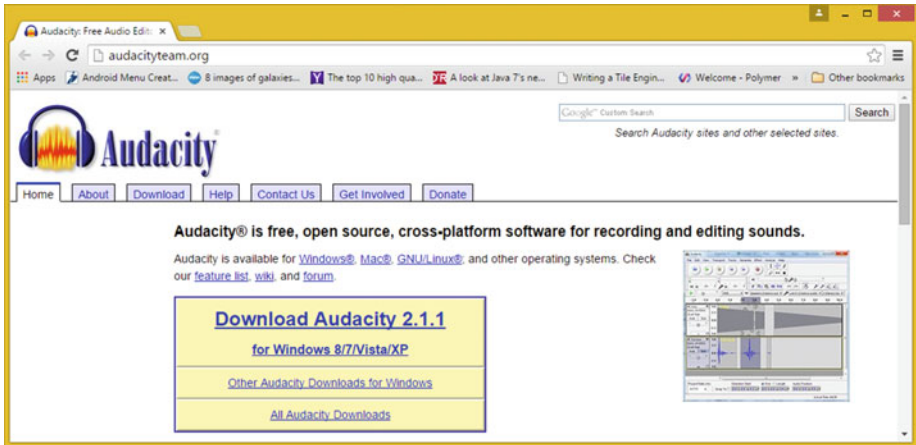 Audacity: Free Audio Edit
audacityteam.org
Apps Android Menu Creat... 8 images of galaxies... The top 10 high qua... A look at Java 7's ne... Writing a Tile Engin... Welcome - Polymer » Other bookmarks
Google™ Custom Search Search
Search Audacity sites and other selected sites.
Audacity
Home About Download Help Contact Us Get Involved Donate
Audacity® is free, open source, cross-platform software for recording and editing sounds.
Audacity is available for Windows®, Mac®, GNU/Linux®, and other operating systems. Check
our feature list, wiki, and forum.
Download Audacity 2.1.1
for Windows 8/7/Vista/XP
Other Audacity Downloads for Windows
All Audacity Downloads